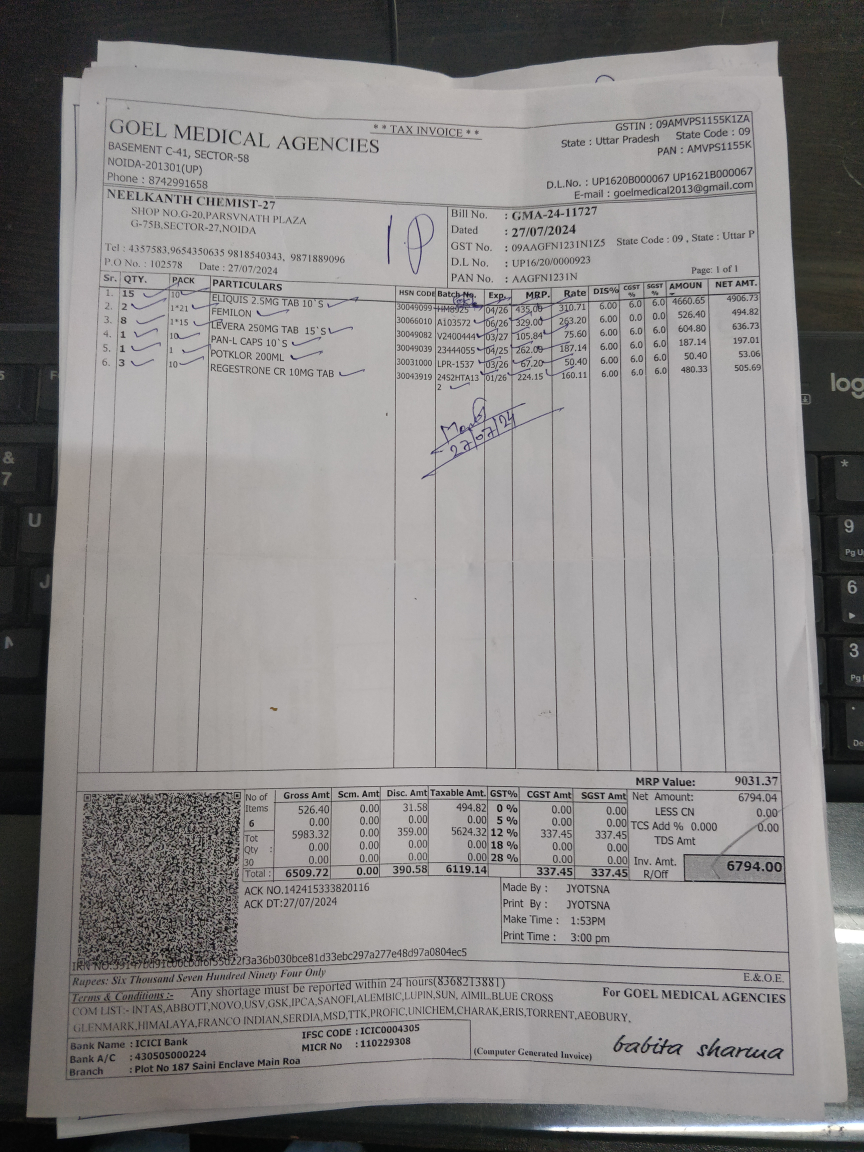 * * TAX INVOICE * *
GOEL MEDICAL AGENCIES
BASEMENT C-41, SECTOR-58
NOIDA-201301(UP)
Phone : 8742991658
GSTIN : 09AMVPS1155K1ZA
State : Uttar Pradesh State Code : 09
PAN : AMVPS1155K
D.L.No. : UP1620B000067 UP1621B000067
E-mail : goelmedical2013@gmail.com
NEELKANTH CHEMIST-27
SHOP NO.G-20,PARSVNATH PLAZA
G-75B,SECTOR-27,NOIDA
Tel : 4357583,9654350635 9818540343, 9871889096
P.O No. : 102578 Date : 27/07/2024
Bill No. : GMA-24-11727
Dated : 27/07/2024
GST No. : 09AAGFN1231N1Z5 State Code : 09 , State : Uttar P
D.L No. : UP16/20/0000923
PAN No. : AAGFN1231N
Page: 1 of 1
Sr. QTY. PACK PARTICULARS HSN CODE Batch No. Exp. MRP. Rate DIS% CGST % SGST % AMOUN NET AMT.
1. 15 10 ELIQUIS 2.5MG TAB 10`S 30049099 HM8925 04/26 435.00 310.71 6.00 6.0 6.0 4660.65 4906.73
2. 2 1*21 FEMILON 30066010 A103572 06/26 329.00 263.20 6.00 0.0 0.0 526.40 494.82
3. 8 1*15 LEVERA 250MG TAB 15`S 30049082 V2400444 03/27 105.84 75.60 6.00 6.0 6.0 604.80 636.73
4. 1 10 PAN-L CAPS 10`S 30049039 23444055 04/25 262.00 187.14 6.00 6.0 6.0 187.14 197.01
5. 1 1 POTKLOR 200ML 30031000 LPR-1537 03/26 67.20 50.40 6.00 6.0 6.0 50.40 53.06
6. 3 10 REGESTRONE CR 10MG TAB 30043919 2452HTA13 01/26 224.15 160.11 6.00 6.0 6.0 480.33 505.69
2
27/07/24
MRP Value: 9031.37
No of Items 6
Tot Qty : 30
Gross Amt Scm. Amt Disc. Amt Taxable Amt. GST% CGST Amt SGST Amt
526.40 0.00 31.58 494.82 0 % 0.00 0.00
0.00 0.00 0.00 0.00 5 % 0.00 0.00
5983.32 0.00 359.00 5624.32 12 % 337.45 337.45
0.00 0.00 0.00 0.00 18 % 0.00 0.00
0.00 0.00 0.00 0.00 28 % 0.00 0.00
Total : 6509.72 0.00 390.58 6119.14 337.45 337.45
Net Amount: 6794.04
LESS CN 0.00
TCS Add % 0.000 0.00
TDS Amt
Inv. Amt. R/Off 6794.00
ACK NO.142415333820116
ACK DT:27/07/2024
Made By : JYOTSNA
Print By : JYOTSNA
Make Time : 1:53PM
Print Time : 3:00 pm
IRN NO.
Rupees: Six Thousand Seven Hundred Ninety Four Only
E.& O.E.
Terms & Conditions :- Any shortage must be reported within 24 hours(8368213881)
COM LIST:- INTAS,ABBOTT,NOVO,USV,GSK,IPCA,SANOFI,ALEMBIC,LUPIN,SUN, AIMIL.BLUE CROSS
GLENMARK,HIMALAYA,FRANCO INDIAN,SERDIA,MSD,TTK,PROFIC,UNICHEM,CHARAK,ERIS,TORRENT,AEOBURY,
For GOEL MEDICAL AGENCIES
Bank Name : ICICI Bank
Bank A/C : 430505000224
Branch : Plot No 187 Saini Enclave Main Roa
IFSC CODE : ICIC0004305
MICR No : 110229308
(Computer Generated Invoice)
babita sharma